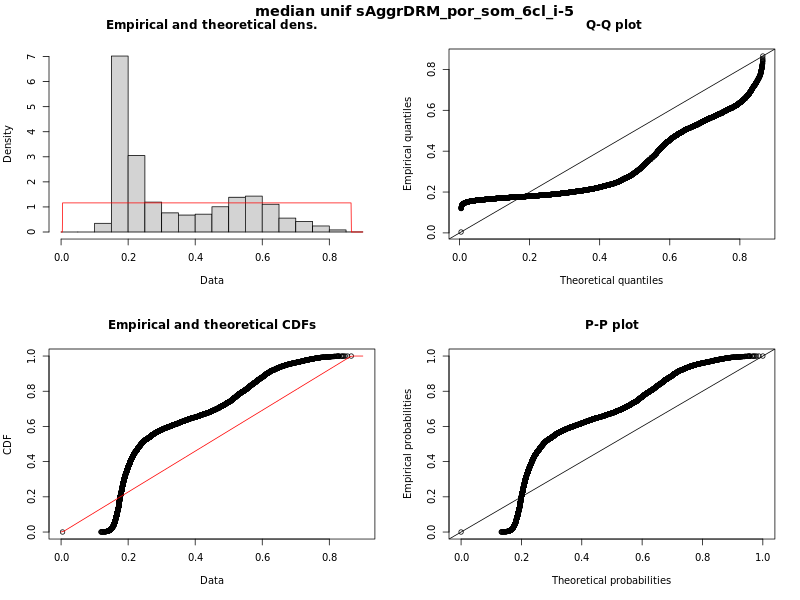 median unif sAggrDRM_por_som_6cl_i-5
Empirical and theoretical dens.
Density
0 1 2 3 4 5 6 7
0.0 0.2 0.4 0.6 0.8
Data
Q-Q plot
Empirical quantiles
0.0 0.2 0.4 0.6 0.8
0.0 0.2 0.4 0.6 0.8
Theoretical quantiles
Empirical and theoretical CDFs
CDF
0.0 0.2 0.4 0.6 0.8 1.0
0.0 0.2 0.4 0.6 0.8
Data
P-P plot
Empirical probabilities
0.0 0.2 0.4 0.6 0.8 1.0
0.0 0.2 0.4 0.6 0.8 1.0
Theoretical probabilities